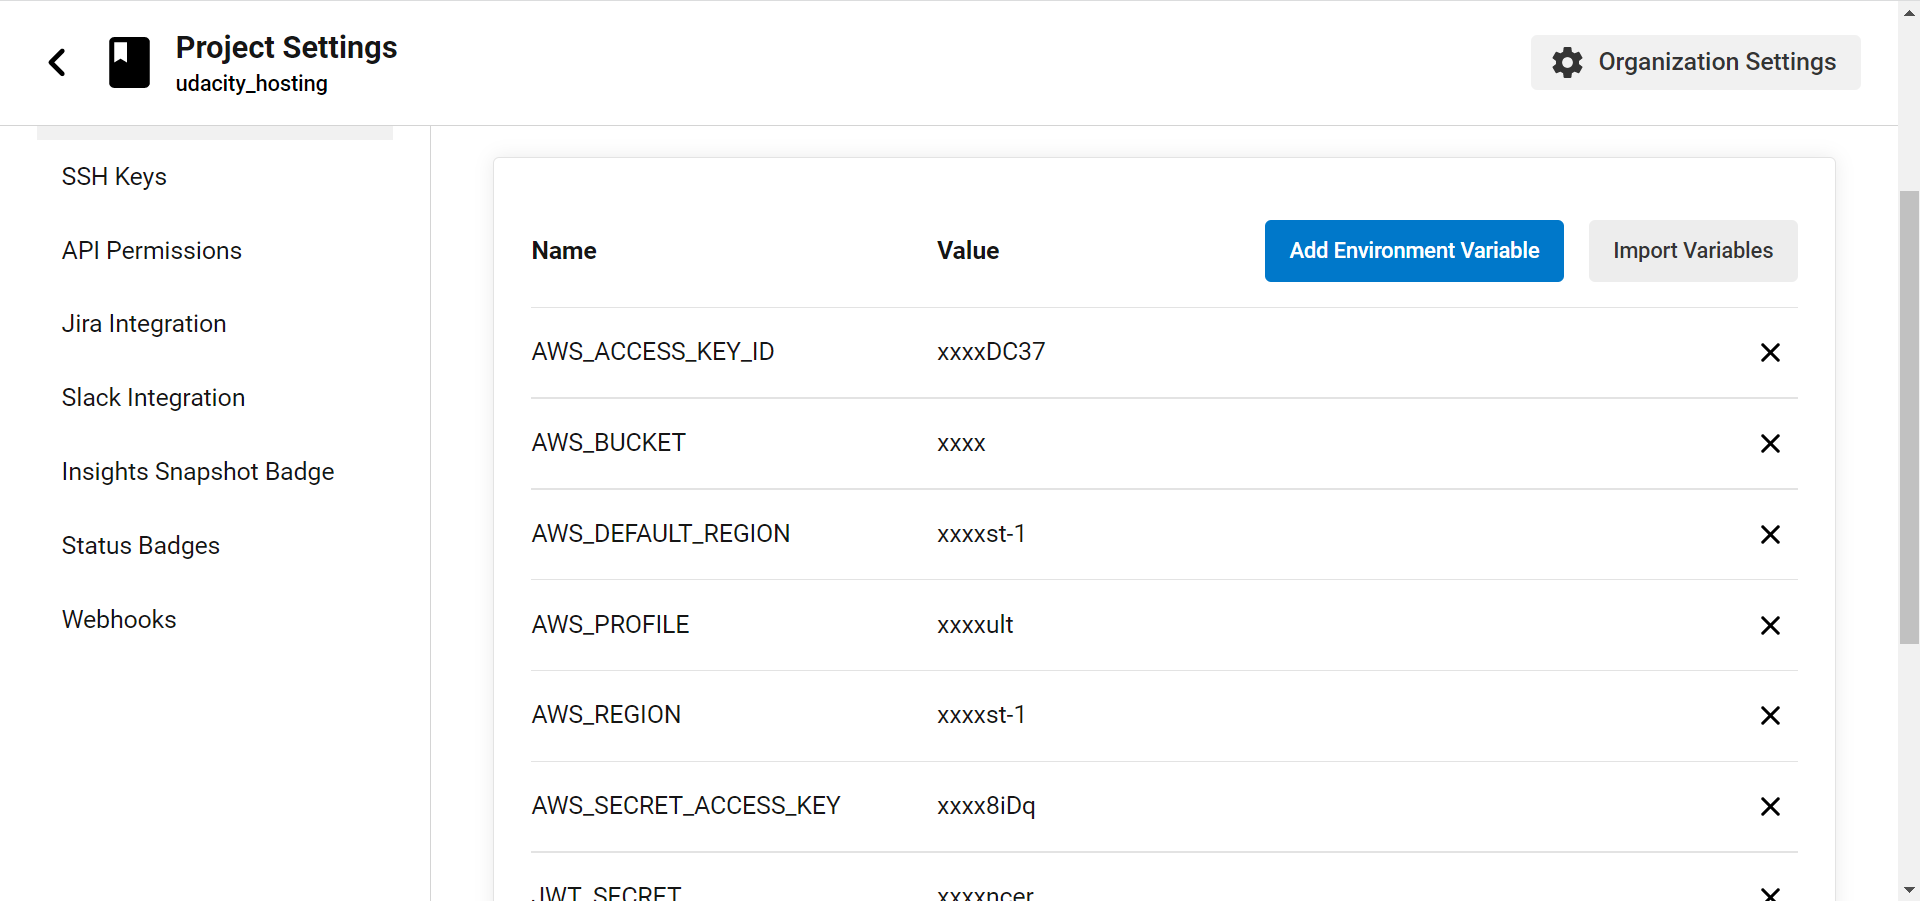 Project Settings
udacity_hosting
Organization Settings
SSH Keys
API Permissions
Jira Integration
Slack Integration
Insights Snapshot Badge
Status Badges
Webhooks
Name Value Add Environment Variable Import Variables
AWS_ACCESS_KEY_ID xxxxDC37
AWS_BUCKET xxxx
AWS_DEFAULT_REGION xxxxst-1
AWS_PROFILE xxxxult
AWS_REGION xxxxst-1
AWS_SECRET_ACCESS_KEY xxxx8iDq
JWT_SECRET xxxxncer